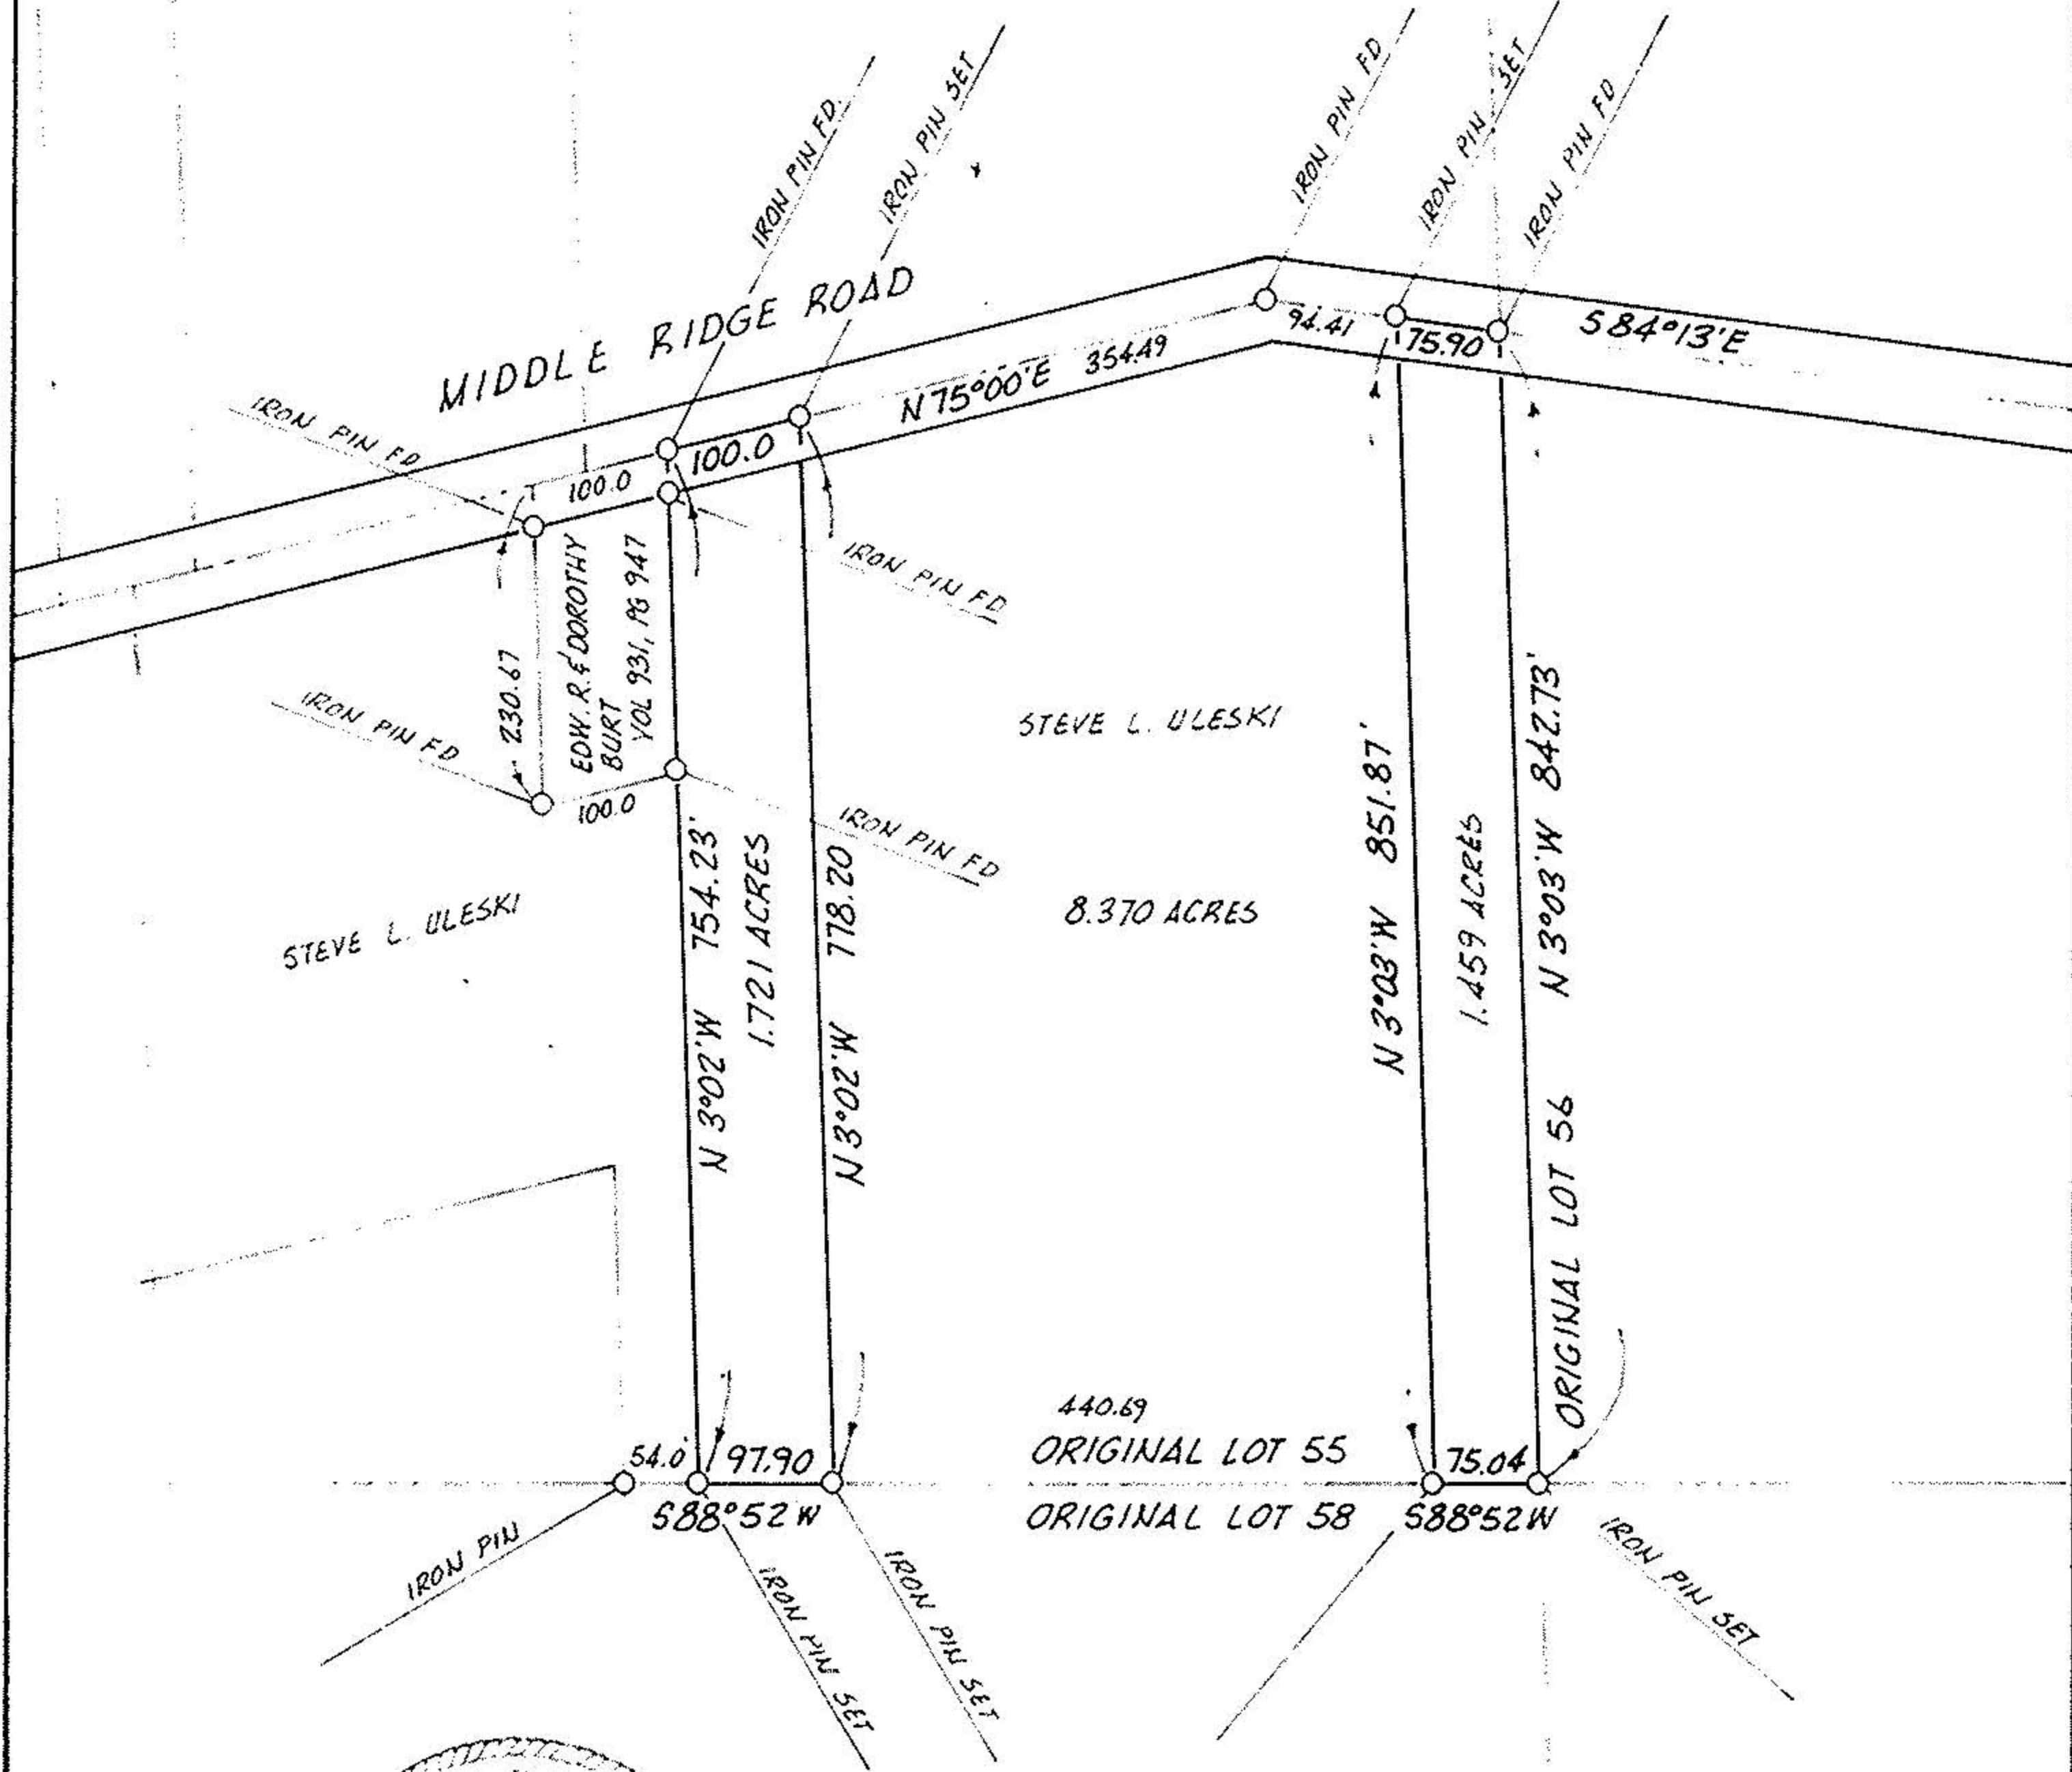 IRON PIN FD.
IRON PIN SET
IRON PIN FD
IRON PIN SET
IRON PIN FD
MIDDLE RIDGE ROAD
94.41
75.90
S84°13'E
N75°00'E 354.49
IRON PIN FD
100.0
100.0
IRON PIN FD
EDW. R. & DOROTHY
BURT
VOL 931, PG 947
230.67
IRON PIN FD
100.0
IRON PIN FD
STEVE L. ULESKI
STEVE L. ULESKI
8.370 ACRES
N 3°02'W 754.23'
1.721 ACRES
N 3°02'W 778.20
N 3°03'W 851.87'
1.459 ACRES
N 3°03'W 842.73'
ORIGINAL LOT 56
440.69
ORIGINAL LOT 55
54.0'
97.90
75.04
S88°52W
ORIGINAL LOT 58
S88°52W
IRON PIN
IRON PIN SET
IRON PIN SET
IRON PIN SET